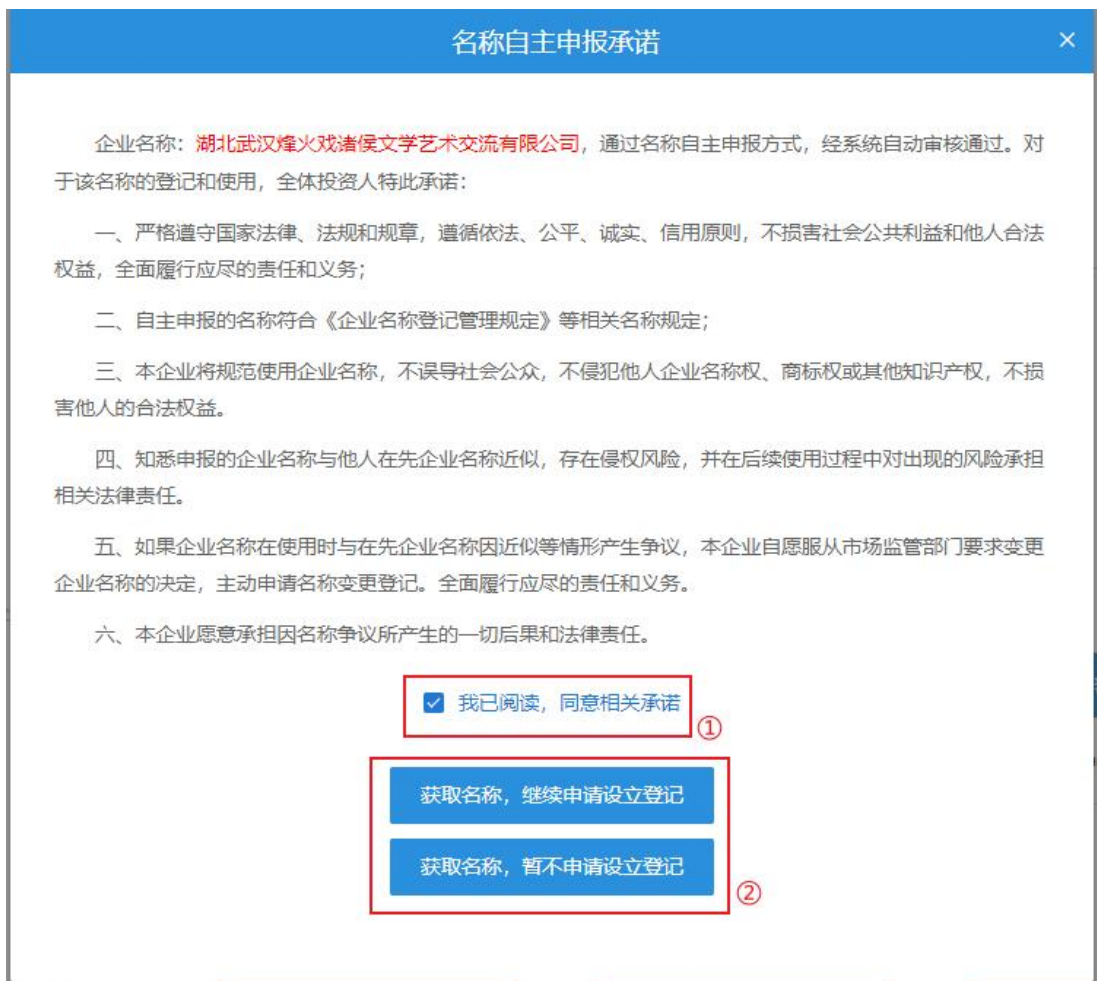 名称自主申报承诺
企业名称：湖北武汉烽火戏诸侯文学艺术交流有限公司，通过名称自主申报方式，经系统自动审核通过。对
于该名称的登记和使用，全体投资人特此承诺：
一、严格遵守国家法律、法规和规章，遵循依法、公平、诚实、信用原则，不损害社会公共利益和他人合法
权益，全面履行应尽的责任和义务；
二、自主申报的名称符合《企业名称登记管理规定》等相关名称规定；
三、本企业将规范使用企业名称，不误导社会公众，不侵犯他人企业名称权、商标权或其他知识产权，不损
害他人的合法权益。
四、知悉申报的企业名称与他人在先企业名称近似，存在侵权风险，并在后续使用过程中对出现的风险承担
相关法律责任。
五、如果企业名称在使用时与在先企业名称因近似等情形产生争议，本企业自愿服从市场监管部门要求变更
企业名称的决定，主动申请名称变更登记。全面履行应尽的责任和义务。
六、本企业愿意承担因名称争议所产生的一切后果和法律责任。
我已阅读，同意相关承诺
①
获取名称，继续申请设立登记
获取名称，暂不申请设立登记
②